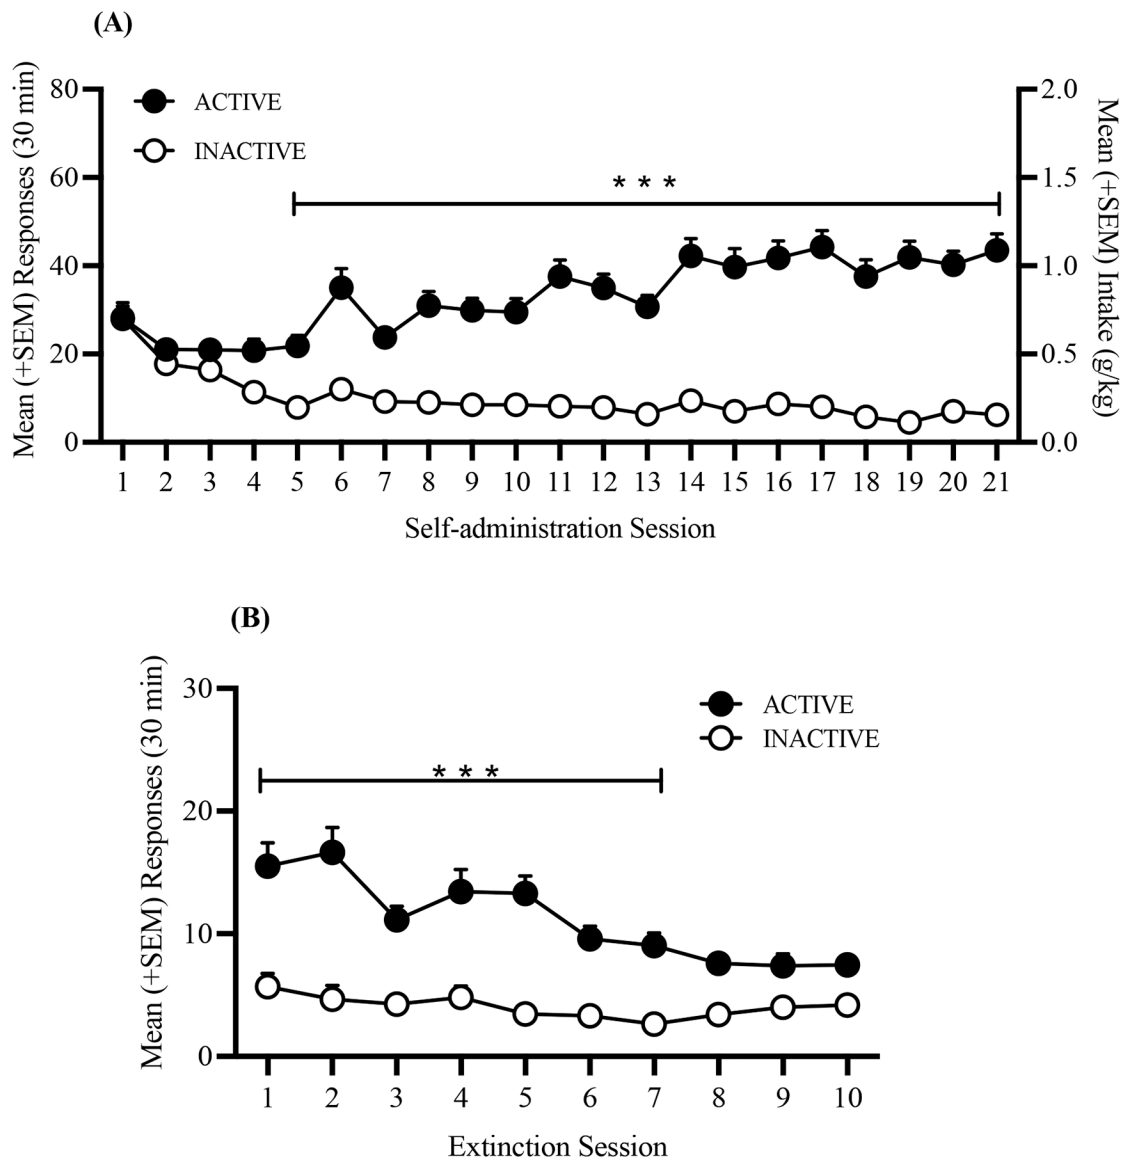 (A)
Mean (+SEM) Responses (30 min)
80
60
40
20
0
ACTIVE
INACTIVE
* * *
2.0
1.5
1.0
0.5
0.0
Mean (+SEM) Intake (g/kg)
1 2 3 4 5 6 7 8 9 10 11 12 13 14 15 16 17 18 19 20 21
Self-administration Session
(B)
Mean (+SEM) Responses (30 min)
30
20
10
0
ACTIVE
INACTIVE
* * *
1 2 3 4 5 6 7 8 9 10
Extinction Session